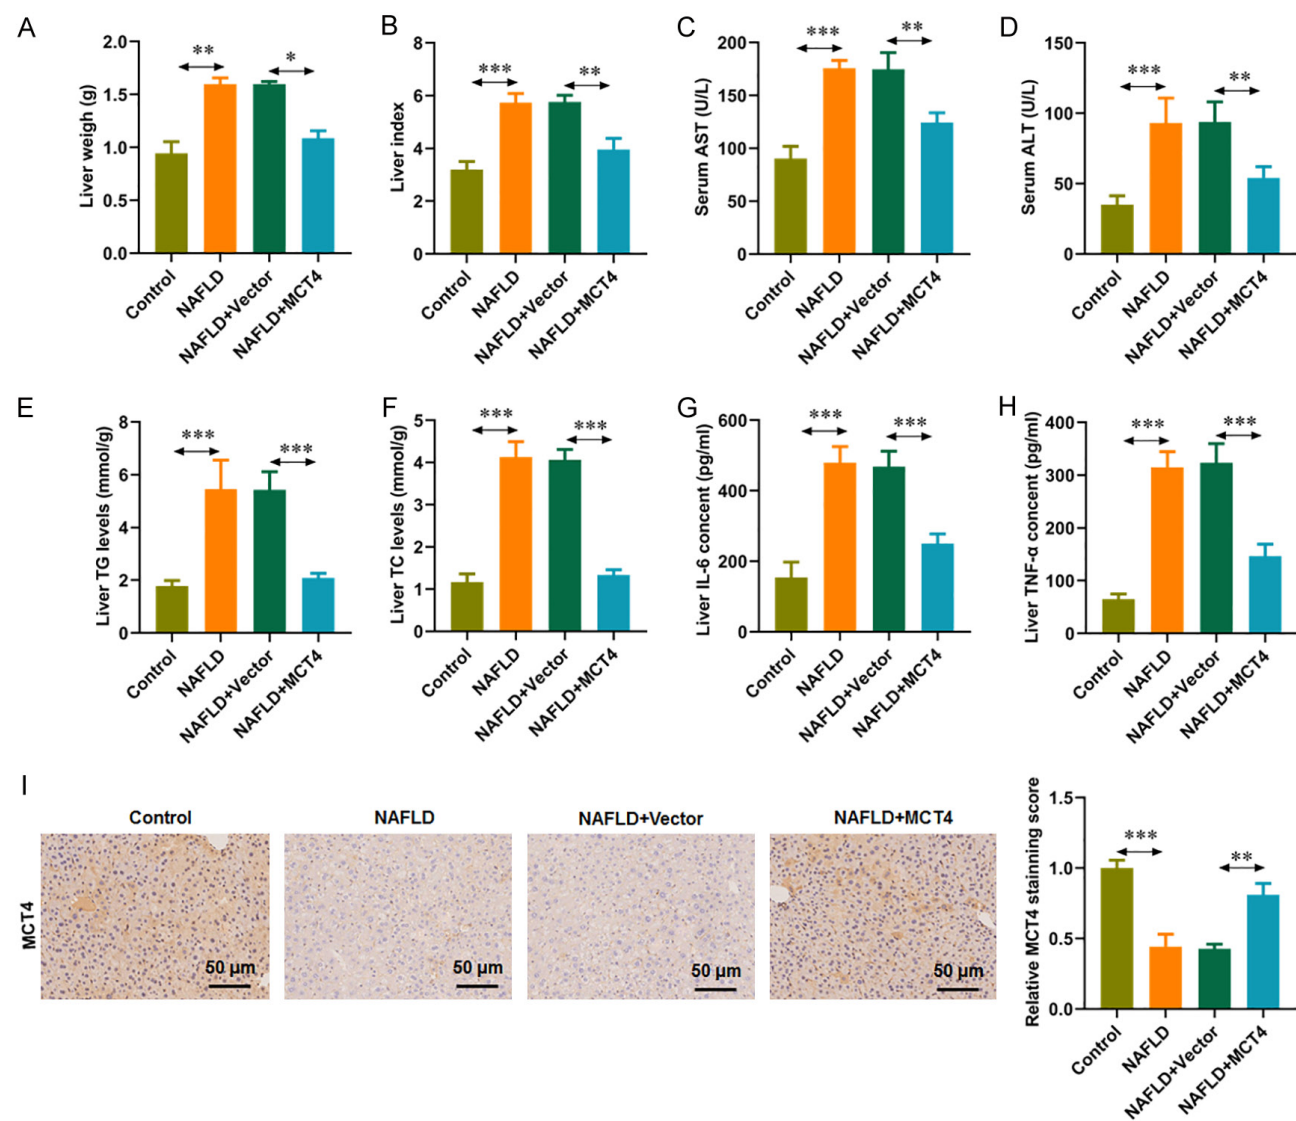 A
Liver weigh (g)
2.0
1.5
1.0
0.5
0.0
**
*
Control
NAFLD
NAFLD+Vector
NAFLD+MCT4
B
Liver index
8
6
4
2
0
***
**
Control
NAFLD
NAFLD+Vector
NAFLD+MCT4
C
Serum AST (U/L)
200
150
100
50
0
***
**
Control
NAFLD
NAFLD+Vector
NAFLD+MCT4
D
Serum ALT (U/L)
150
100
50
0
***
**
Control
NAFLD
NAFLD+Vector
NAFLD+MCT4
E
Liver TG levels (mmol/g)
8
6
4
2
0
***
***
Control
NAFLD
NAFLD+Vector
NAFLD+MCT4
F
Liver TC levels (mmol/g)
5
4
3
2
1
0
***
***
Control
NAFLD
NAFLD+Vector
NAFLD+MCT4
G
Liver IL-6 concent (pg/ml)
600
400
200
0
***
***
Control
NAFLD
NAFLD+Vector
NAFLD+MCT4
H
Liver TNF-α concent (pg/ml)
400
300
200
100
0
***
***
Control
NAFLD
NAFLD+Vector
NAFLD+MCT4
I
Control
NAFLD
NAFLD+Vector
NAFLD+MCT4
MCT4
50 μm
50 μm
50 μm
50 μm
Relative MCT4 stainning score
1.5
1.0
0.5
0.0
***
**
Control
NAFLD
NAFLD+Vector
NAFLD+MCT4